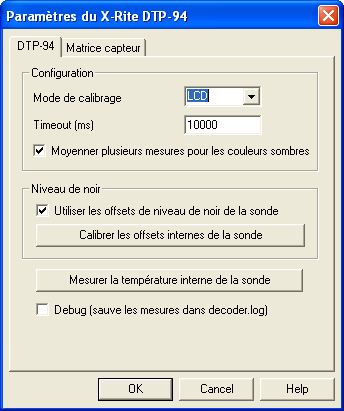 Paramètres du X-Rite DTP-94
DTP-94 Matrice capteur
Configuration
Mode de calibrage LCD
Timeout (ms) 10000
Moyenner plusieurs mesures pour les couleurs sombres
Niveau de noir
Utiliser les offsets de niveau de noir de la sonde
Calibrer les offsets internes de la sonde
Mesurer la température interne de la sonde
Debug (sauve les mesures dans decoder.log)
OK Cancel Help